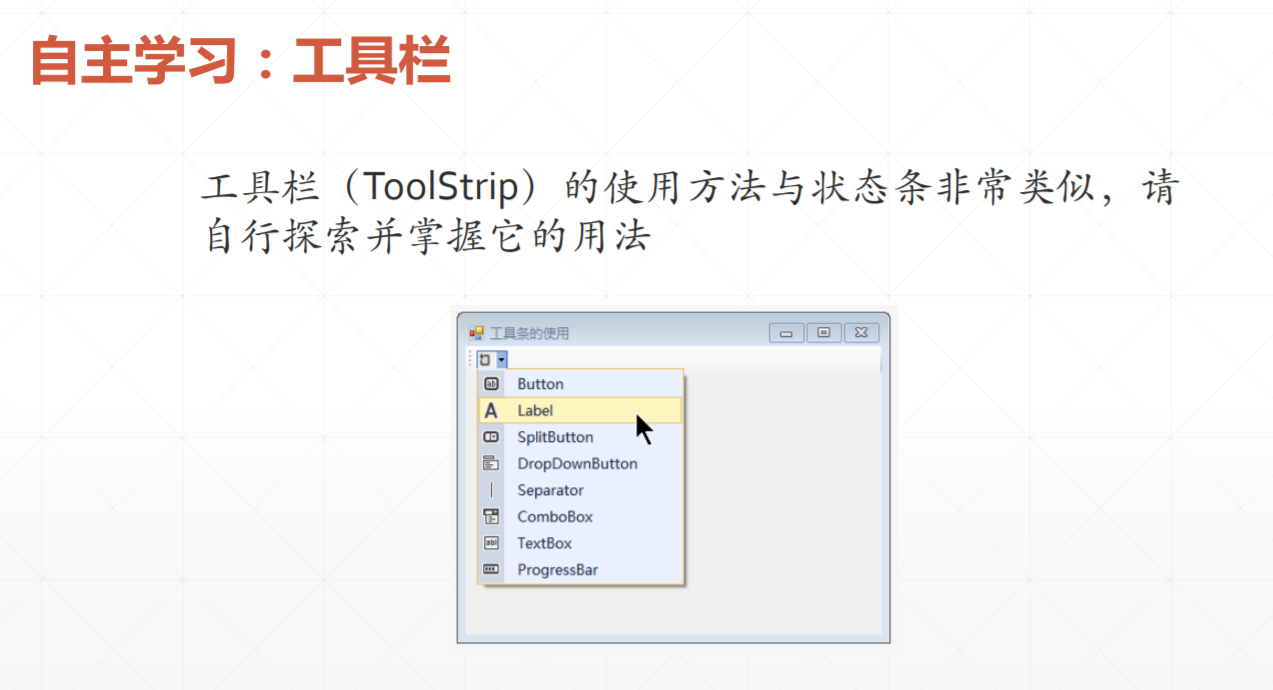 自主学习：工具栏
工具栏（ToolStrip）的使用方法与状态条非常类似，请
自行探索并掌握它的用法
工具条的使用
Button
Label
SplitButton
DropDownButton
Separator
ComboBox
TextBox
ProgressBar